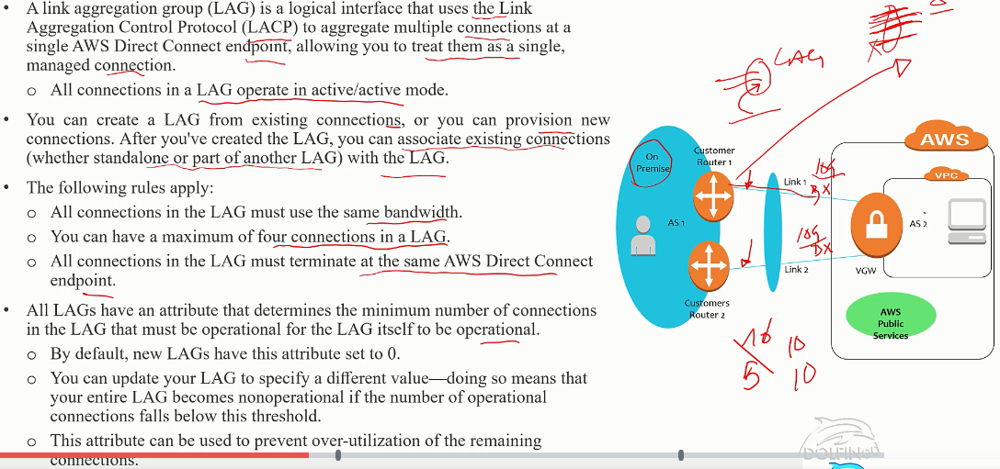 • A link aggregation group (LAG) is a logical interface that uses the Link
Aggregation Control Protocol (LACP) to aggregate multiple connections at a
single AWS Direct Connect endpoint, allowing you to treat them as a single,
managed connection.
o All connections in a LAG operate in active/active mode.
• You can create a LAG from existing connections, or you can provision new
connections. After you've created the LAG, you can associate existing connections
(whether standalone or part of another LAG) with the LAG.
• The following rules apply:
o All connections in the LAG must use the same bandwidth.
o You can have a maximum of four connections in a LAG.
o All connections in the LAG must terminate at the same AWS Direct Connect
endpoint.
• All LAGs have an attribute that determines the minimum number of connections
in the LAG that must be operational for the LAG itself to be operational.
o By default, new LAGs have this attribute set to 0.
o You can update your LAG to specify a different value—doing so means that
your entire LAG becomes nonoperational if the number of operational
connections falls below this threshold.
o This attribute can be used to prevent over-utilization of the remaining
connections.
LAG
On
Premise
Customer
Router 1
AS 1
Customers
Router 2
Link 1
10G
DX
10G
DX
Link 2
AWS
VPC
AS 2
VGW
AWS
Public
Services
10
10
5
10
DOLFINED